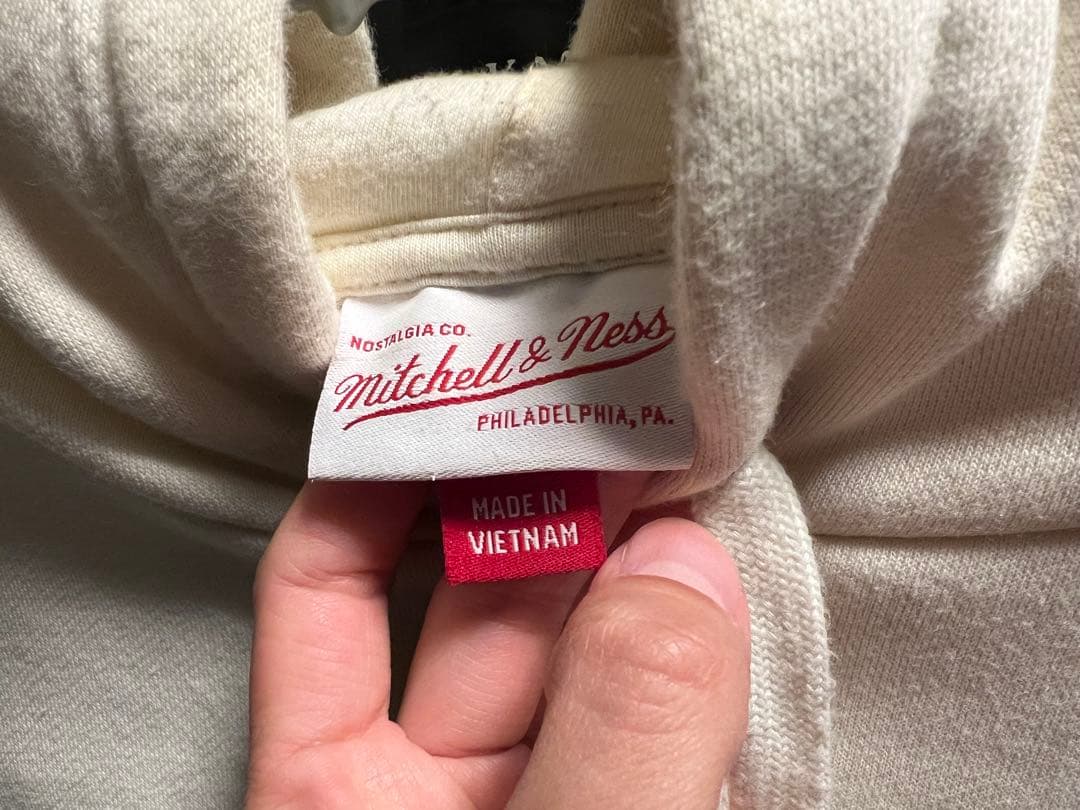 NOSTALGIA CO.
Mitchell & Ness
PHILADELPHIA, PA.
MADE IN
VIETNAM